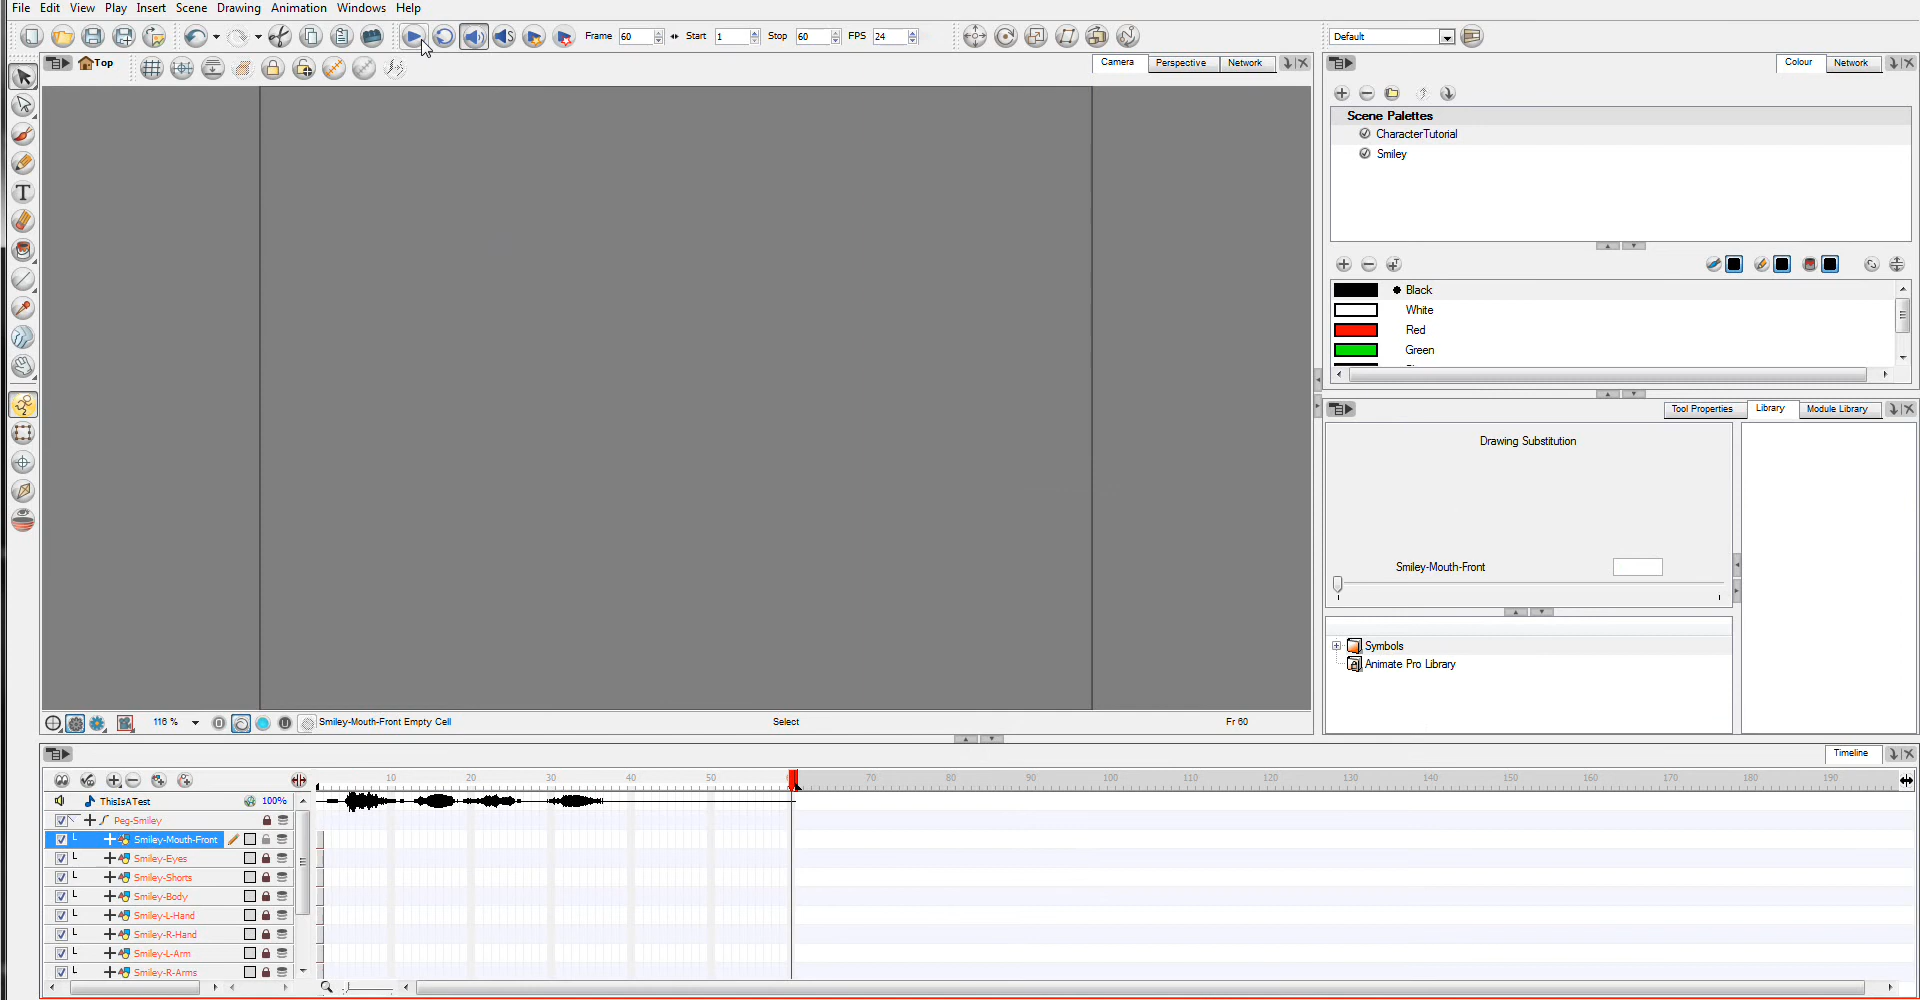 File Edit View Play Insert Scene Drawing Animation Windows Help
Frame 60 Start 1 Stop 60 FPS 24 Default
Top Camera Perspective Network Colour Network
Scene Palettes
CharacterTutorial
Smiley
Black
White
Red
Green
Tool Properties Library Module Library
Drawing Substitution
Smiley-Mouth-Front
Symbols
Animate Pro Library
116 % Smiley-Mouth-Front Empty Cell Select Fr 60
Timeline
10 20 30 40 50 70 80 90 100 110 120 130 140 150 160 170 180 190
ThisIsATest 100%
Peg-Smiley
Smiley-Mouth-Front
Smiley-Eyes
Smiley-Shorts
Smiley-Body
Smiley-L-Hand
Smiley-R-Hand
Smiley-L-Arm
Smiley-R-Arms